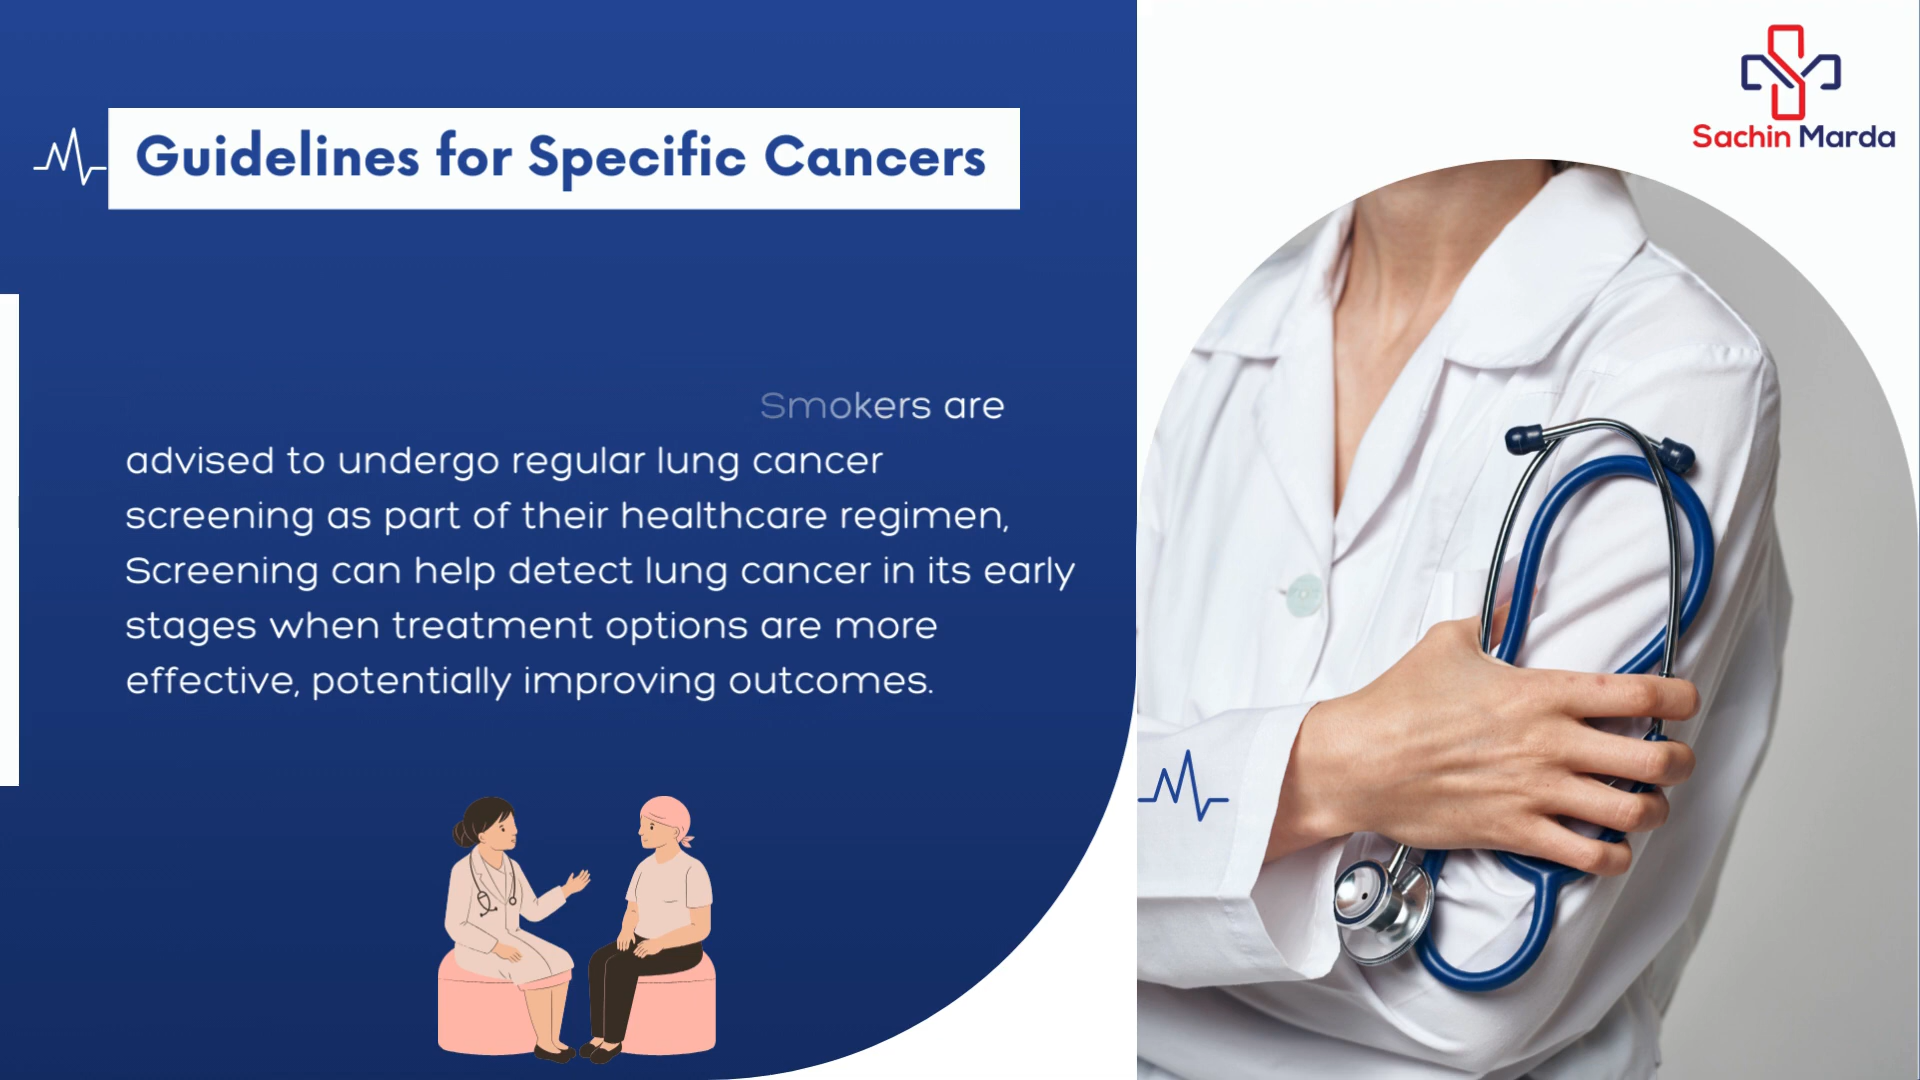 Sachin Marda
Guidelines for Specific Cancers
Smokers are
advised to undergo regular lung cancer
screening as part of their healthcare regimen,
Screening can help detect lung cancer in its early
stages when treatment options are more
effective, potentially improving outcomes.